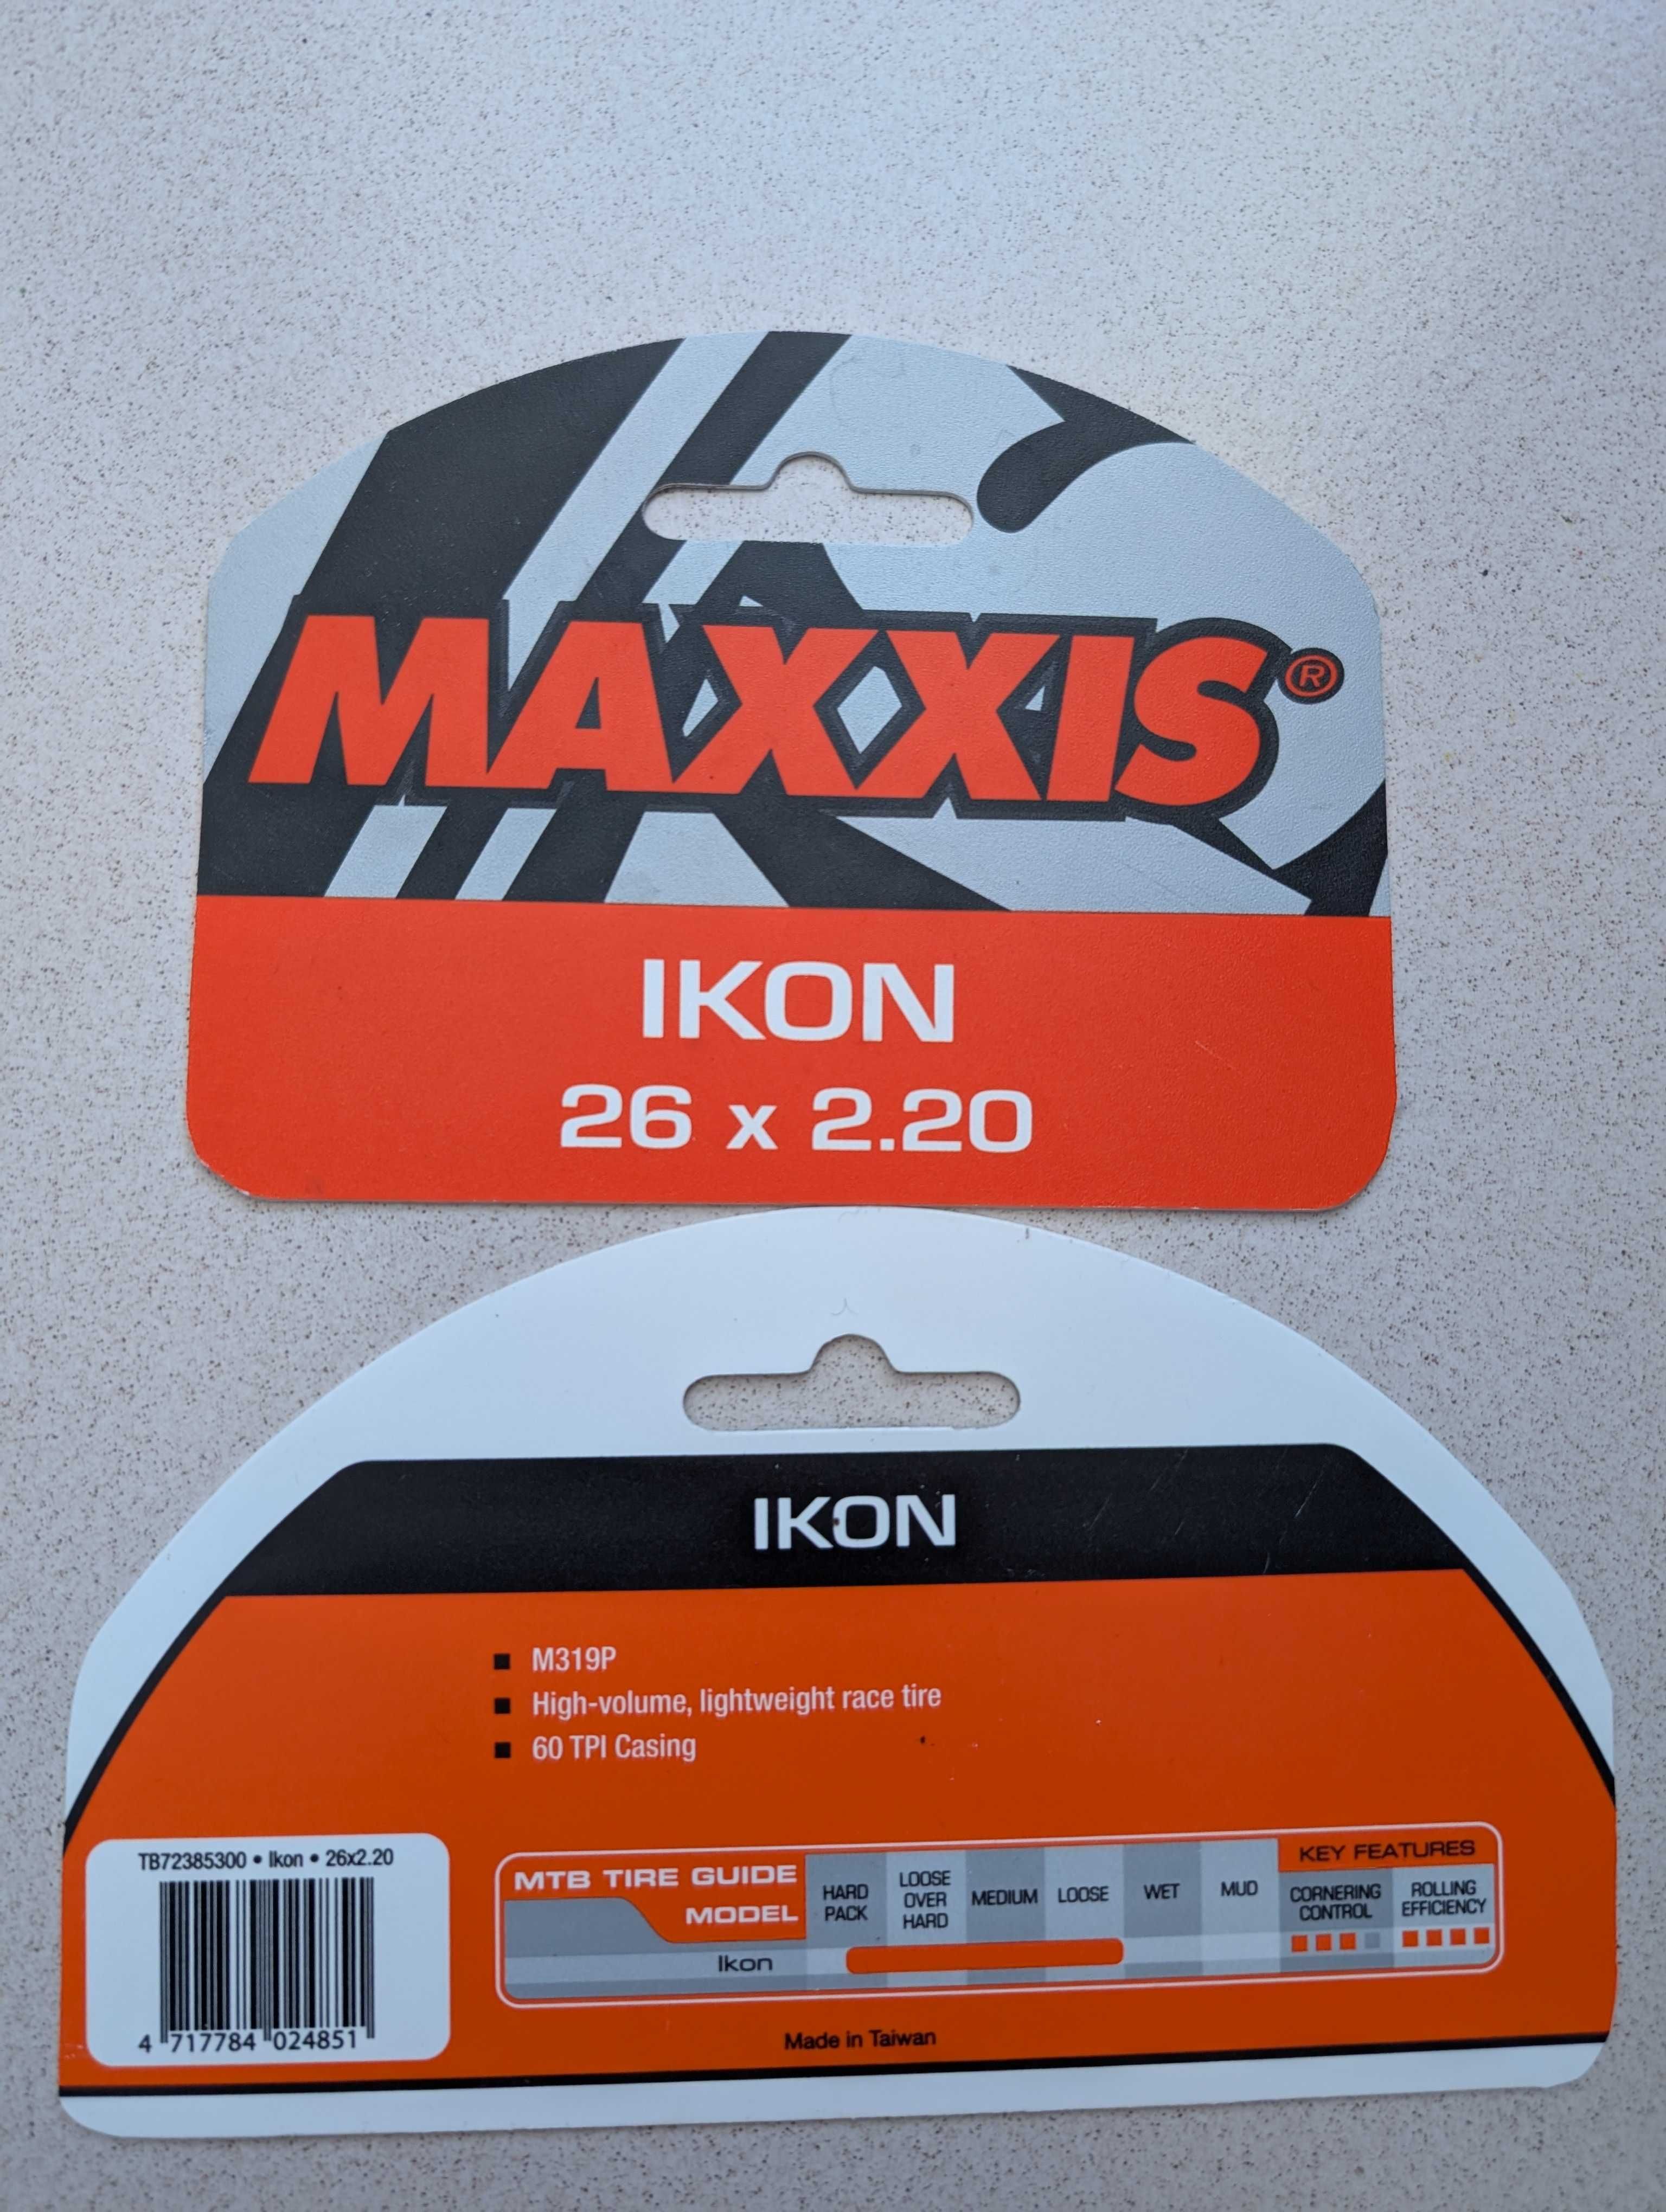 MAXXIS®
IKON
26 x 2.20
IKON
M319P
High-volume, lightweight race tire
60 TPI Casing
TB72385300 • Ikon • 26x2.20
4 717784 024851
MTB TIRE GUIDE
MODEL
HARD
PACK
LOOSE
OVER
HARD
MEDIUM
LOOSE
WET
MUD
KEY FEATURES
CORNERING
CONTROL
ROLLING
EFFICIENCY
Ikon
Made in Taiwan